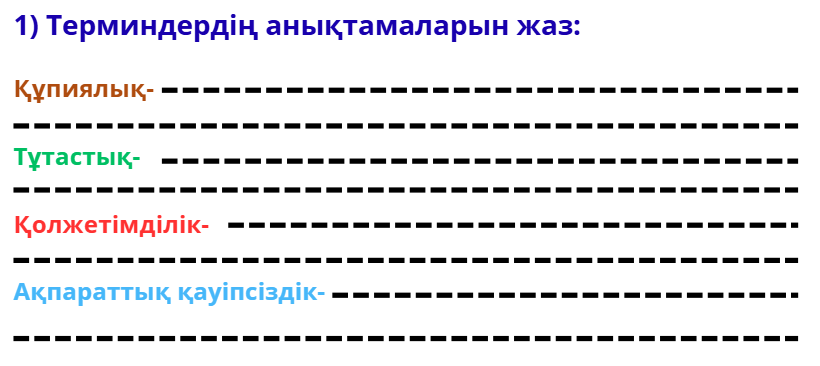 1) Терминдердің анықтамаларын жаз:
Құпиялық-
Тұтастық-
Қолжетімділік-
Ақпараттық қауіпсіздік-